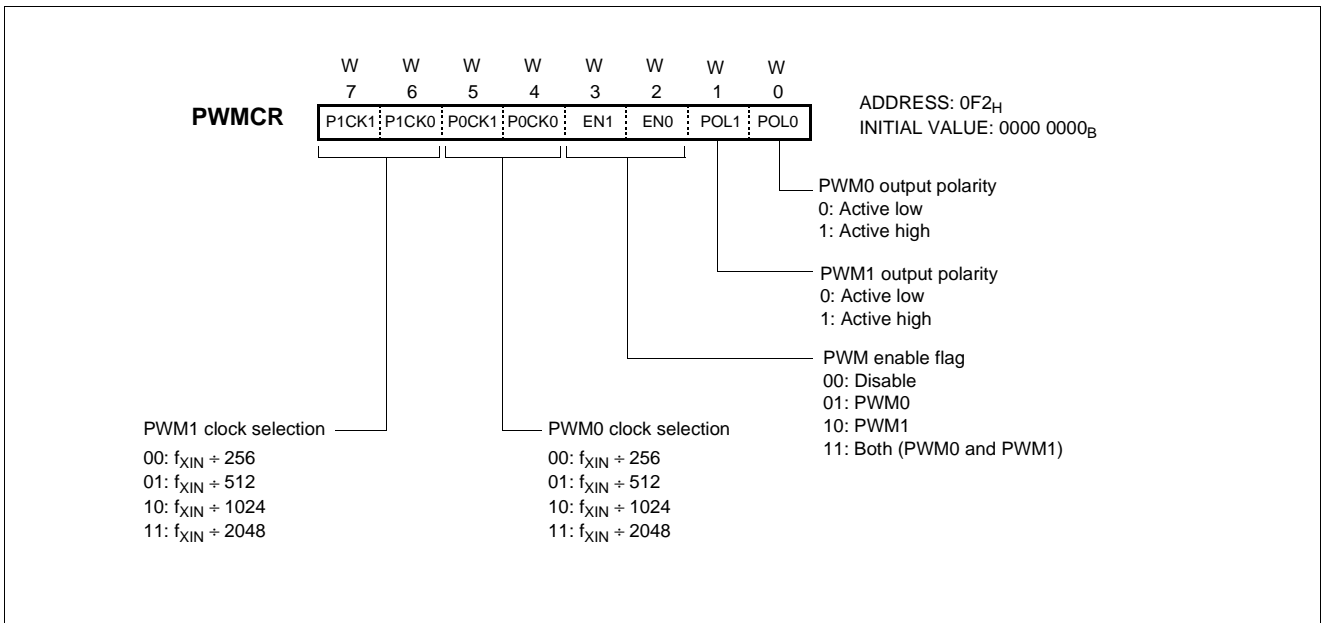 W W W W W W W W
7 6 5 4 3 2 1 0
PWMCR P1CK1 P1CK0 P0CK1 P0CK0 EN1 EN0 POL1 POL0
ADDRESS: 0F2H
INITIAL VALUE: 0000 0000B
PWM0 output polarity
0: Active low
1: Active high
PWM1 output polarity
0: Active low
1: Active high
PWM enable flag
00: Disable
01: PWM0
10: PWM1
11: Both (PWM0 and PWM1)
PWM1 clock selection
00: fXIN ÷ 256
01: fXIN ÷ 512
10: fXIN ÷ 1024
11: fXIN ÷ 2048
PWM0 clock selection
00: fXIN ÷ 256
01: fXIN ÷ 512
10: fXIN ÷ 1024
11: fXIN ÷ 2048